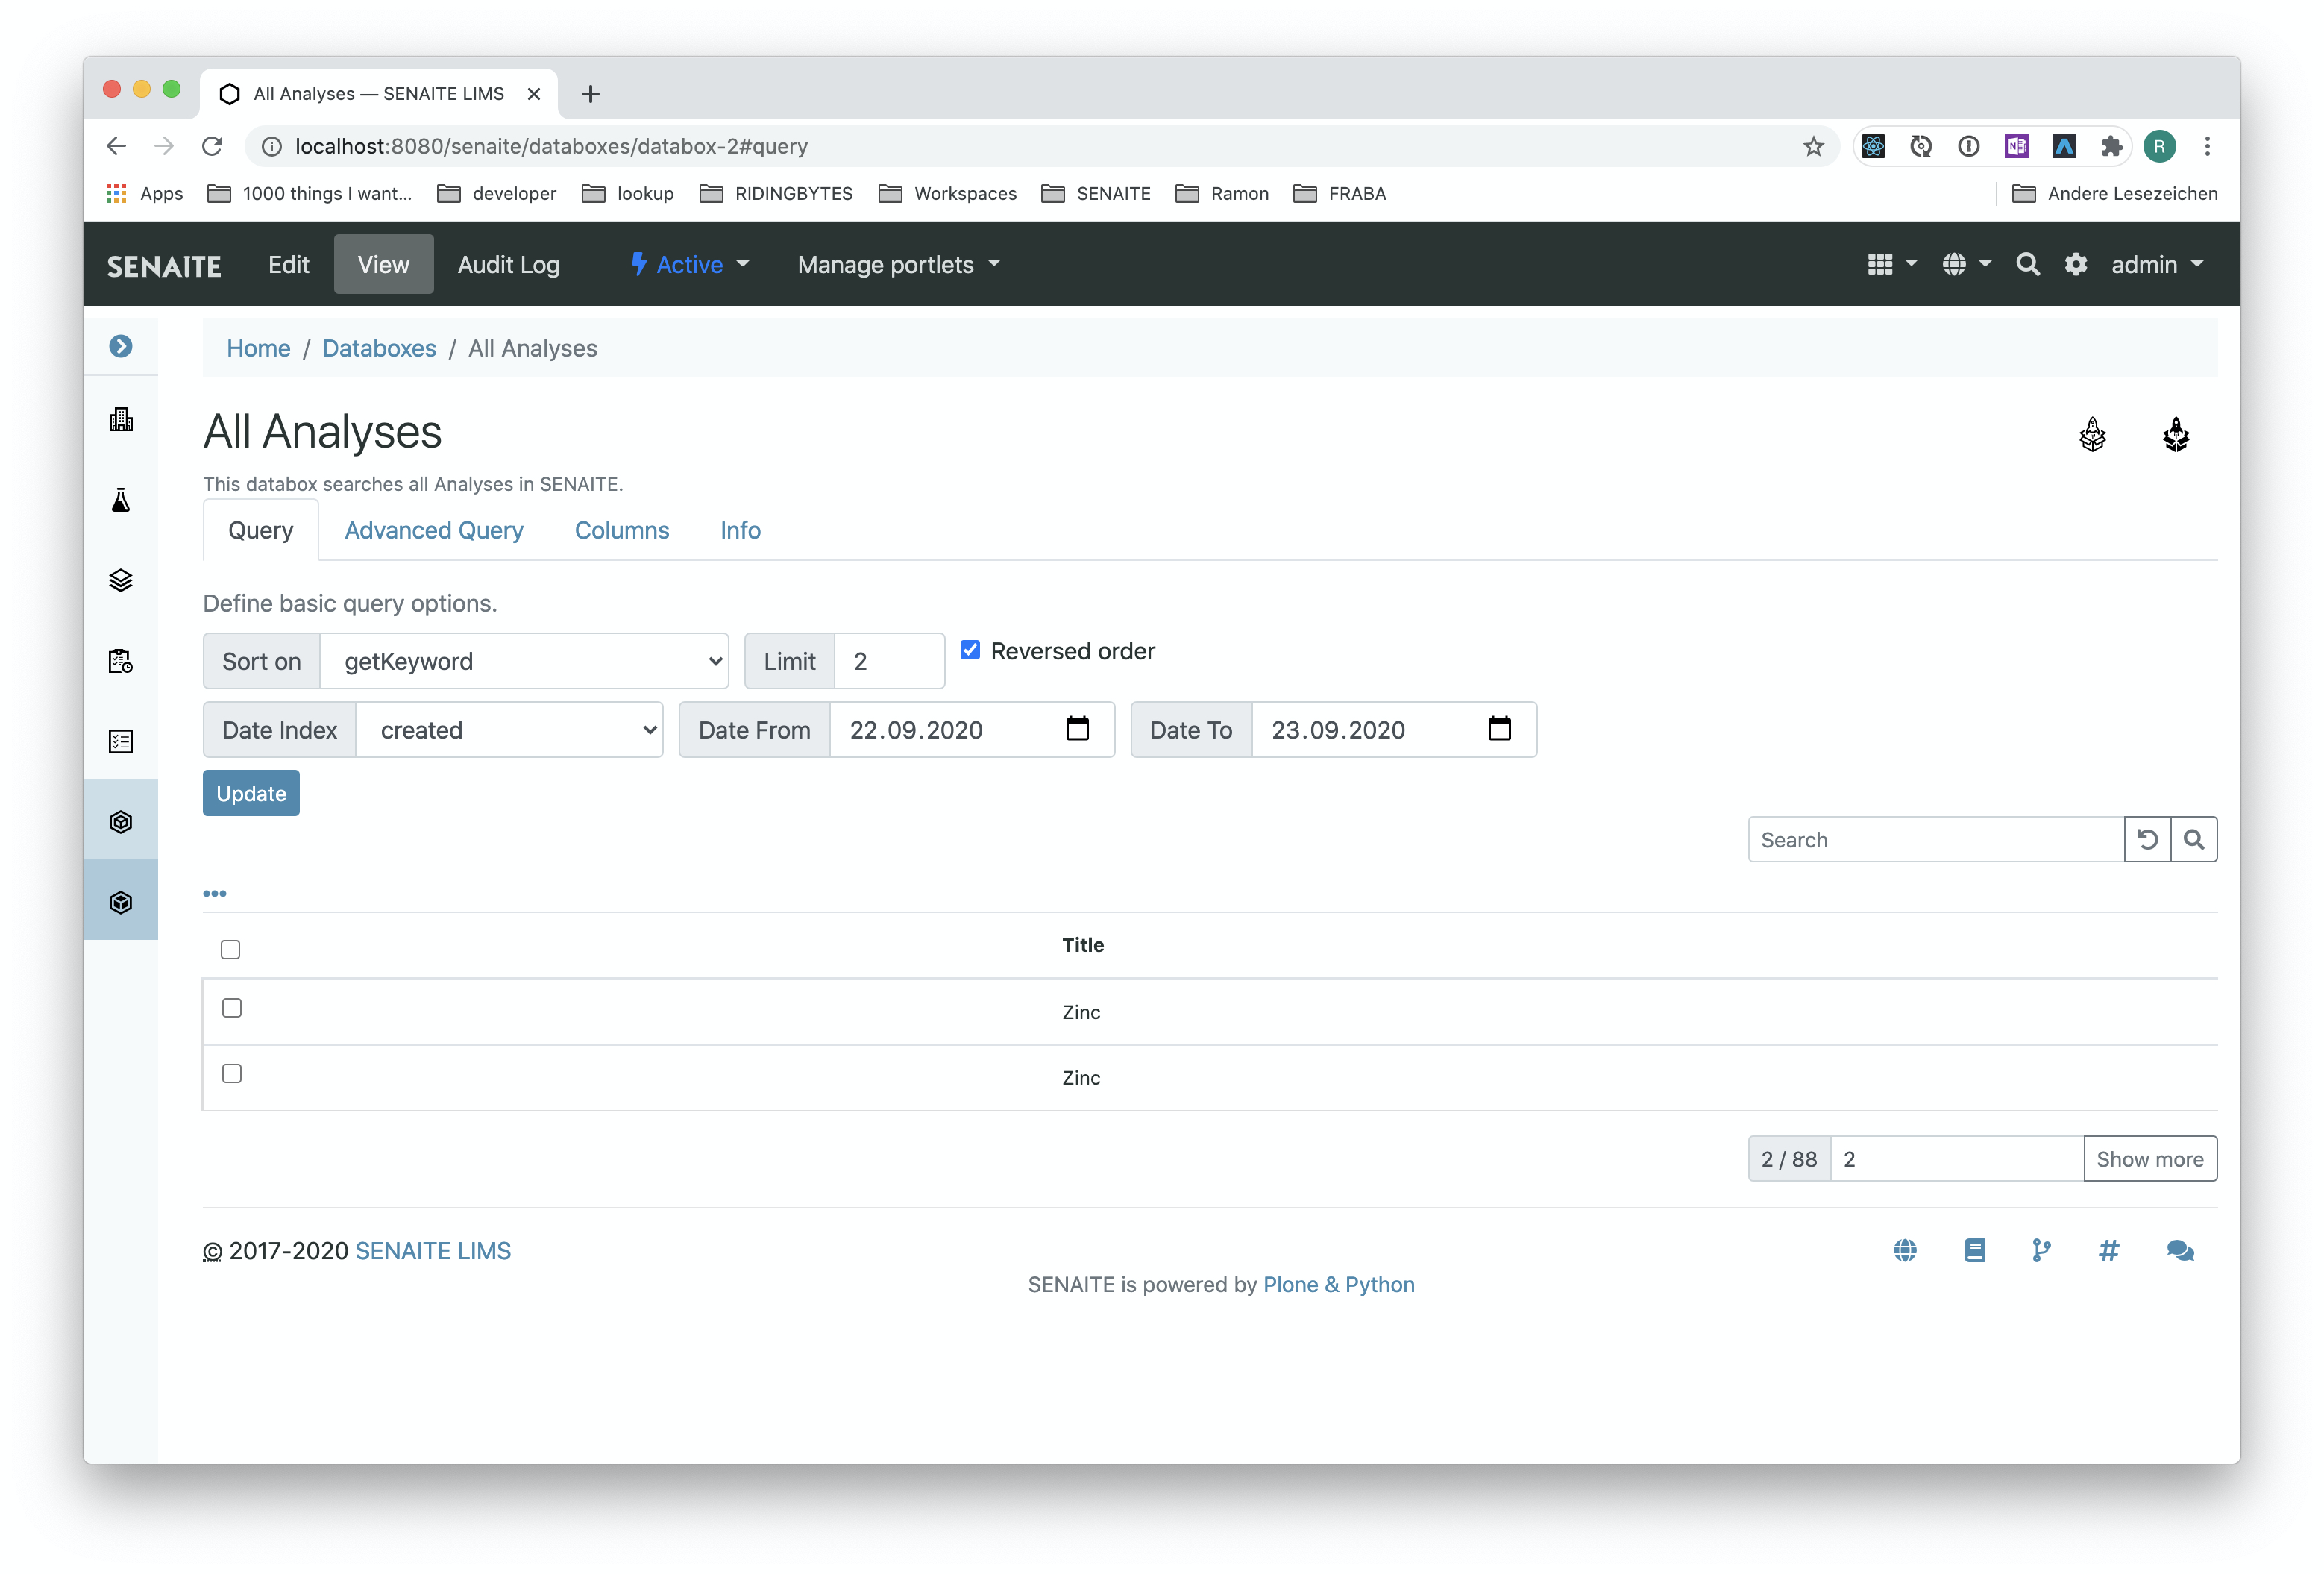 All Analyses — SENAITE LIMS
localhost:8080/senaite/databoxes/databox-2#query
R
Apps 1000 things I want... developer lookup RIDINGBYTES Workspaces SENAITE Ramon FRABA Andere Lesezeichen
SENAITE Edit View Audit Log Active Manage portlets admin
Home / Databoxes / All Analyses
All Analyses
This databox searches all Analyses in SENAITE.
Query Advanced Query Columns Info
Define basic query options.
Sort on getKeyword Limit 2 Reversed order
Date Index created Date From 22.09.2020 Date To 23.09.2020
Update
Search
•••
Title
Zinc
Zinc
2 / 88 2 Show more
© 2017-2020 SENAITE LIMS
SENAITE is powered by Plone & Python